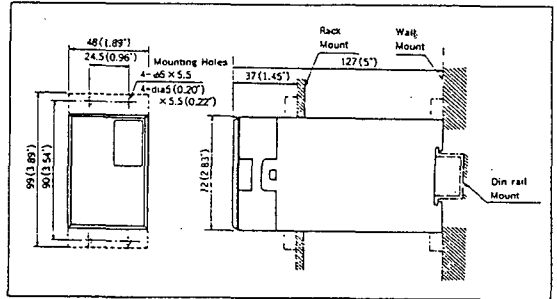 48 (1.89")
24.5 (0.96")
Mounting Holes
4-ø5 × 5.5
4-dia5 (0.20")
× 5.5 (0.22")
99 (3.89")
90 (3.54")
Rack
Mount
Wall
Mount
127 (5")
37 (1.45")
72 (2.83")
Din rail
Mount